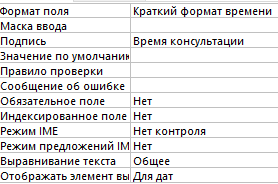 Формат поля Краткий формат времени
Маска ввода
Подпись Время консультации
Значение по умолчани
Правило проверки
Сообщение об ошибке
Обязательное поле Нет
Индексированное поле Нет
Режим IME Нет контроля
Режим предложений IM Нет
Выравнивание текста Общее
Отображать элемент вы Для дат